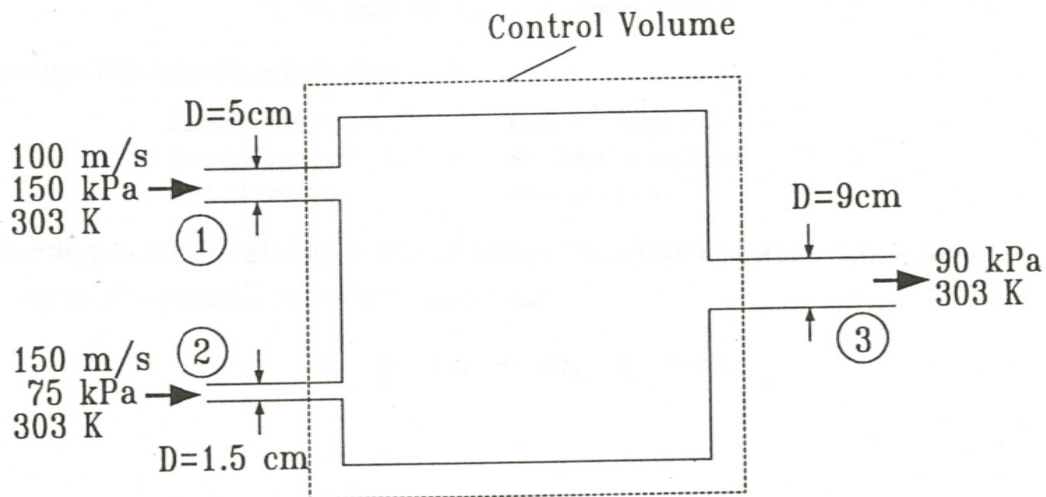 Control Volume
D=5cm
100 m/s
150 kPa
303 K
1
D=9cm
90 kPa
303 K
3
2
150 m/s
75 kPa
303 K
D=1.5 cm